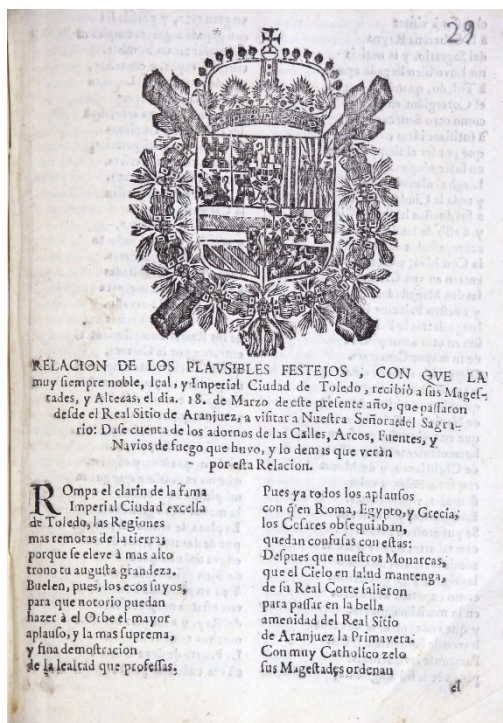 29
RELACION DE LOS PLAVSIBLES FESTEJOS, CON QVE LA
muy siempre noble, leal, y Imperial Ciudad de Toledo, recibiò a sus Mages-
tades, y Altezas, el dia. 18. de Marzo de este presente año, que passaron
desde el Real Sitio de Aranjuez, a visitar a Nuestra Señora del Sagra-
rio: Dase cuenta de los adornos de las Calles, Arcos, Fuentes, y
Navios de fuego que huvo, y lo demas que veràn
por esta Relacion.
Rompa el clarin de la fama
Imperial Ciudad excelsa
de Toledo, las Regiones
mas remotas de la tierra;
porque se eleve à mas alto
trono tu augusta grandeza.
Buelen, pues, los ecos suyos,
para que notorio puedan
hazer à el Orbe el mayor
aplauso, y la mas suprema,
y fina demostracion
de la lealtad que professas,
Pues ya todos los aplausos
con q̃ en Roma, Egypto, y Grecia,
los Cesares obsequiaban,
quedan confusas con estas:
Despues que nuestros Monarcas,
que el Cielo en salud mantenga,
de su Real Corte salieron
para passar en la bella
amenidad del Real Sitio
de Aranjuez la Primavera.
Con muy Catholico zelo
sus Magestades ordenan
el